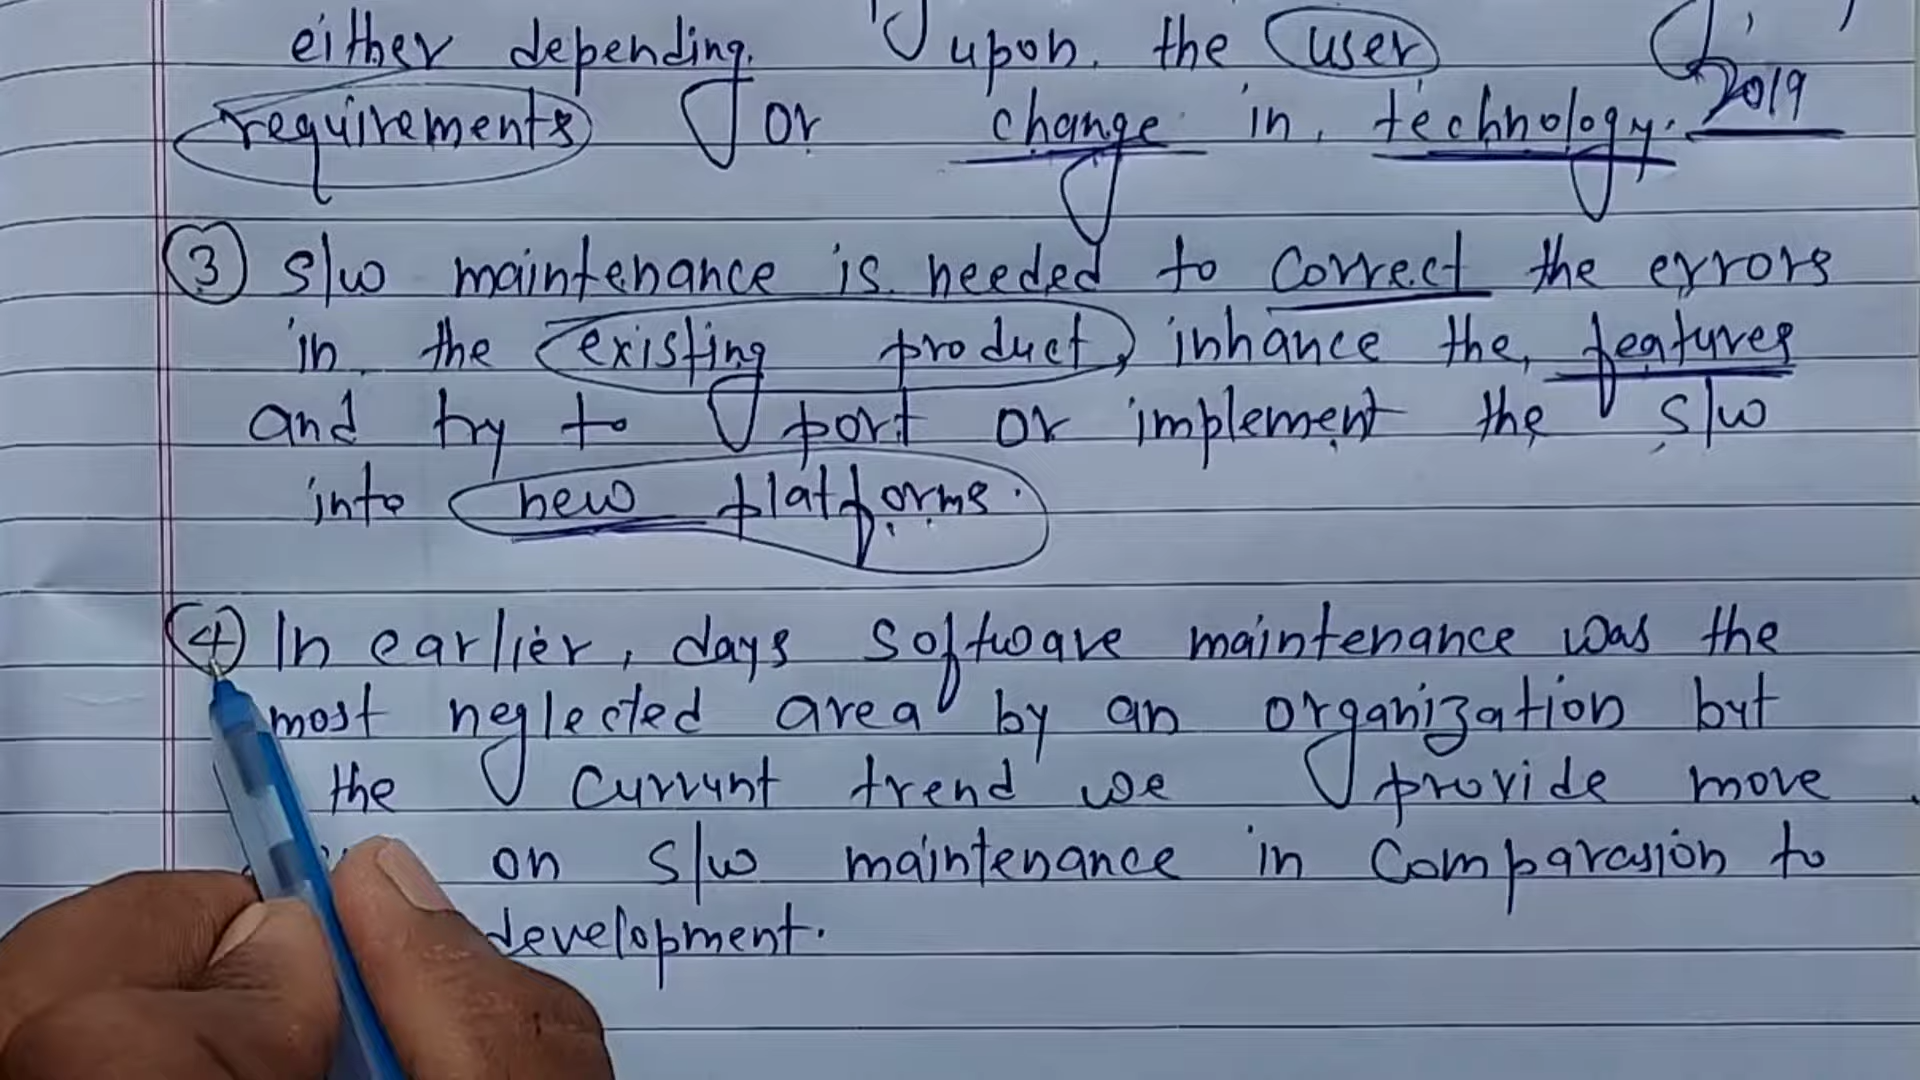 either depending upon the user
requirements or change in technology. 2019
3 s/w maintenance is needed to correct the errors
in the existing product, inhance the features
and try to port or implement the s/w
into new platforms.
4 In earlier, days software maintenance was the
most neglected area by an organization but
the currunt trend we provide more
on s/w maintenance in comparasion to
development.